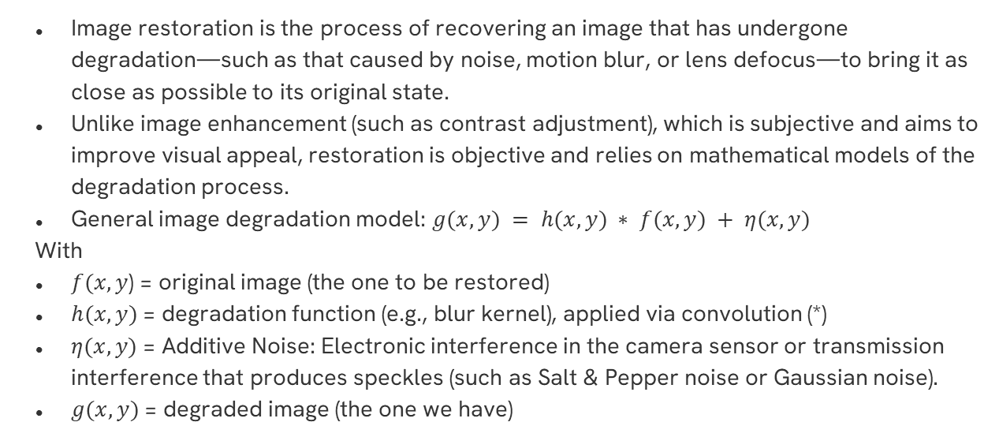 • Image restoration is the process of recovering an image that has undergone
degradation—such as that caused by noise, motion blur, or lens defocus—to bring it as
close as possible to its original state.
• Unlike image enhancement (such as contrast adjustment), which is subjective and aims to
improve visual appeal, restoration is objective and relies on mathematical models of the
degradation process.
• General image degradation model: g(x, y) = h(x, y) * f(x, y) + η(x, y)
With
• f(x, y) = original image (the one to be restored)
• h(x, y) = degradation function (e.g., blur kernel), applied via convolution (*)
• η(x, y) = Additive Noise: Electronic interference in the camera sensor or transmission
interference that produces speckles (such as Salt & Pepper noise or Gaussian noise).
• g(x, y) = degraded image (the one we have)